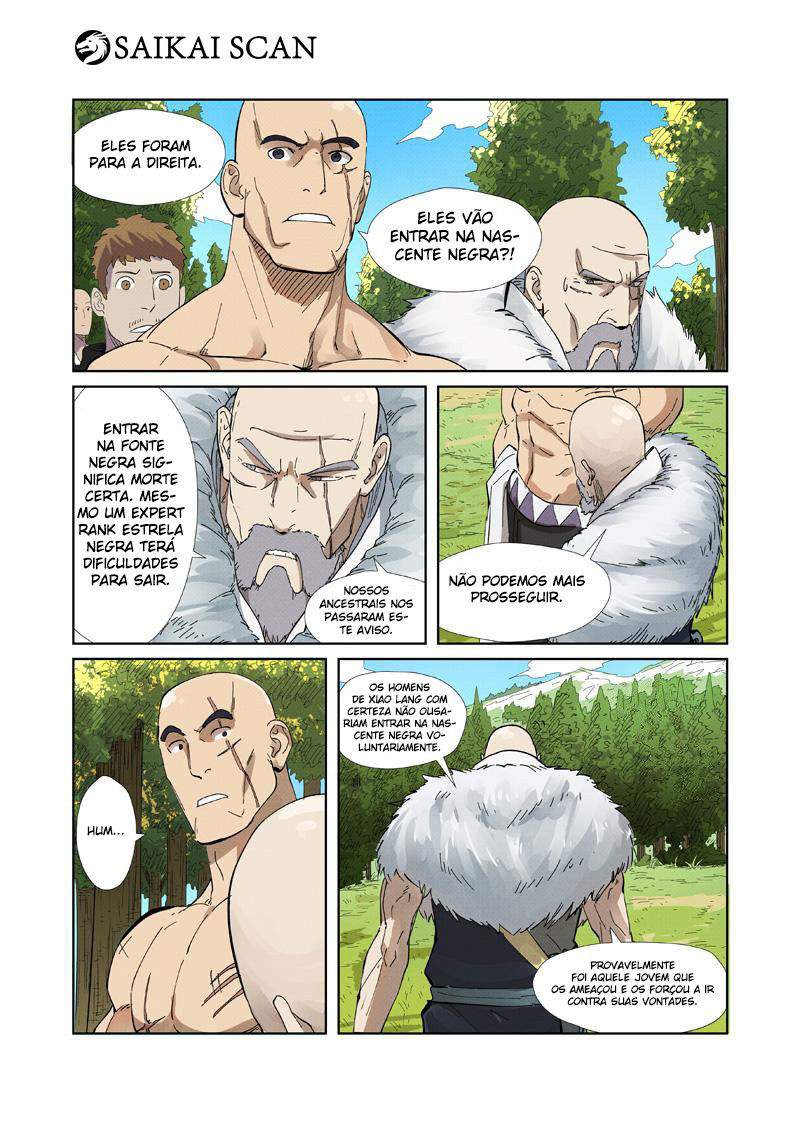 SAIKAI SCAN
ELES FORAM
PARA A DIREITA.
ELES VÃO
ENTRAR NA NAS-
CENTE NEGRA?!
ENTRAR
NA FONTE
NEGRA SIG-
NIFICA MORTE
CERTA. MES-
MO UM EXPERT
RANK ESTRELA
NEGRA TERÁ
DIFICULDADES
PARA SAIR.
NOSSOS
ANCESTRAIS NOS
PASSARAM ES-
TE AVISO.
NÃO PODEMOS MAIS
PROSSEGUIR.
HUM...
OS HOMENS
DE XIAO LANG COM
CERTEZA NÃO OUSA-
RIAM ENTRAR NA NAS-
CENTE NEGRA VO-
LUNTARIAMENTE.
PROVAVELMENTE
FOI AQUELE JOVEM QUE
OS AMEAÇOU E OS FORÇOU A IR
CONTRA SUAS VONTADES.